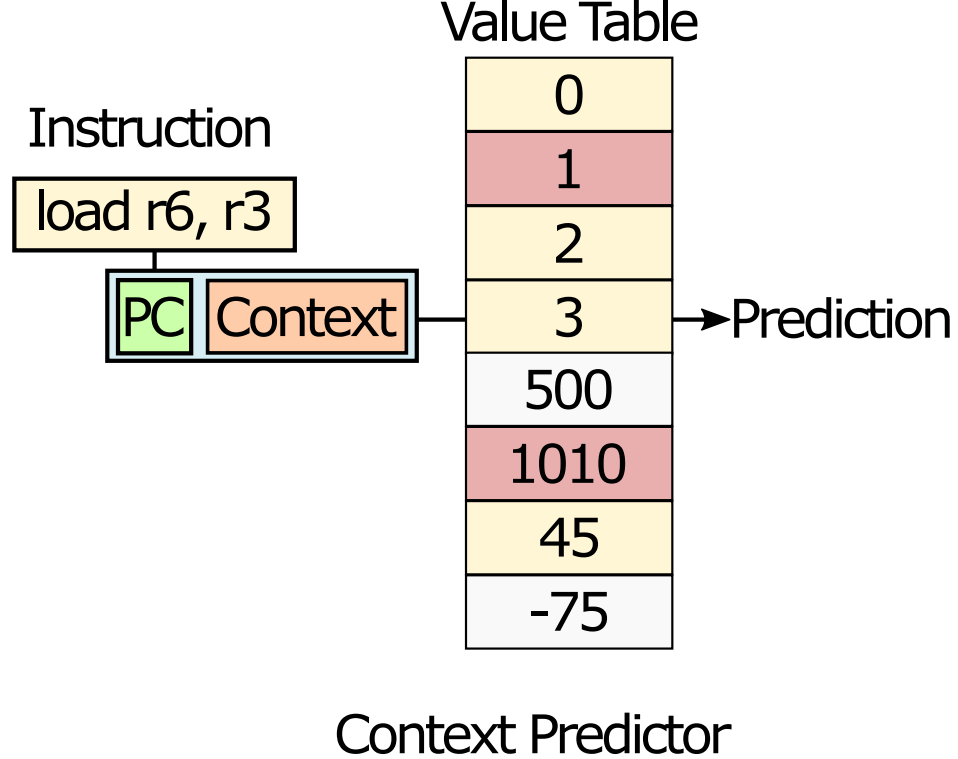 Value Table
Instruction
load r6, r3
PC
Context
0
1
2
3
500
1010
45
-75
Prediction
Context Predictor